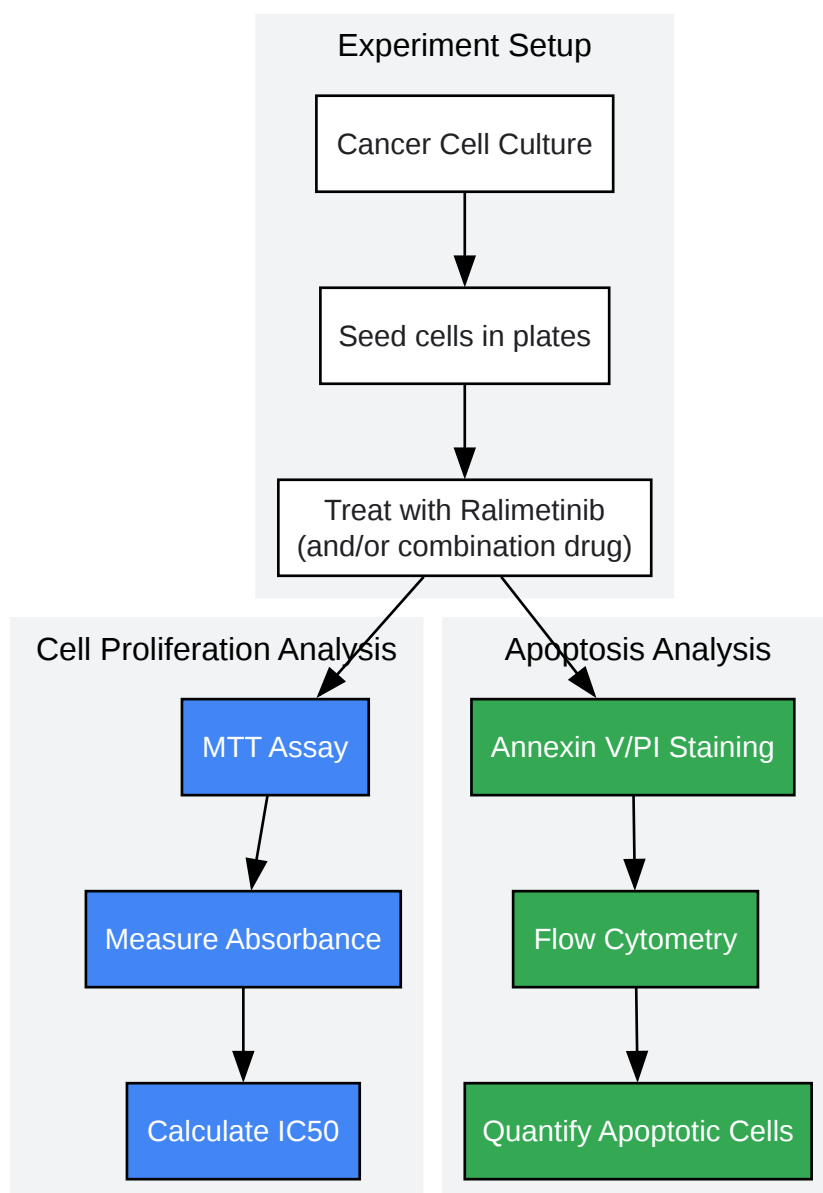 Experiment Setup
Cancer Cell Culture
Seed cells in plates
Treat with Ralimetinib
(and/or combination drug)
Cell Proliferation Analysis
MTT Assay
Measure Absorbance
Calculate IC50
Apoptosis Analysis
Annexin V/PI Staining
Flow Cytometry
Quantify Apoptotic Cells